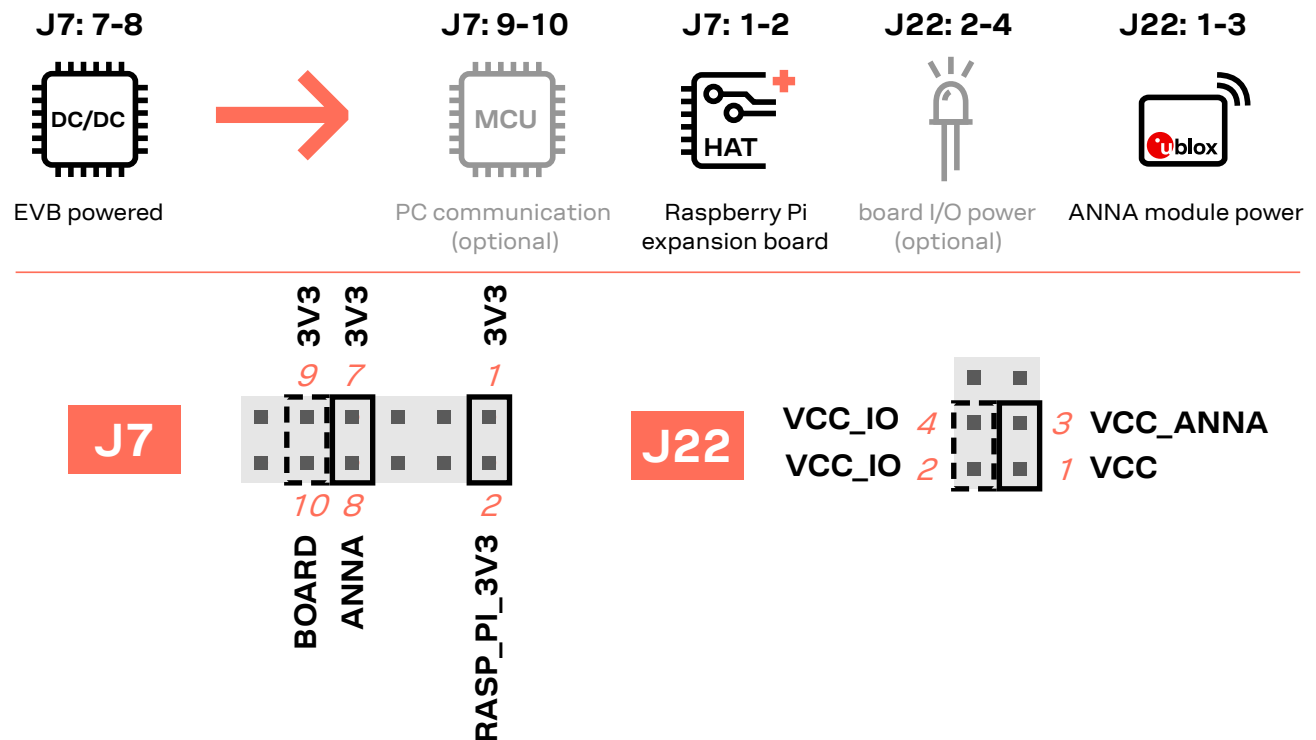 J7: 7-8
J7: 9-10
J7: 1-2
J22: 2-4
J22: 1-3
DC/DC
MCU
HAT
ublox
EVB powered
PC communication
(optional)
Raspberry Pi
expansion board
board I/O power
(optional)
ANNA module power
3V3
3V3
3V3
9
7
1
J7
10
8
2
BOARD
ANNA
RASP_PI_3V3
J22
VCC_IO 4
3 VCC_ANNA
VCC_IO 2
1 VCC